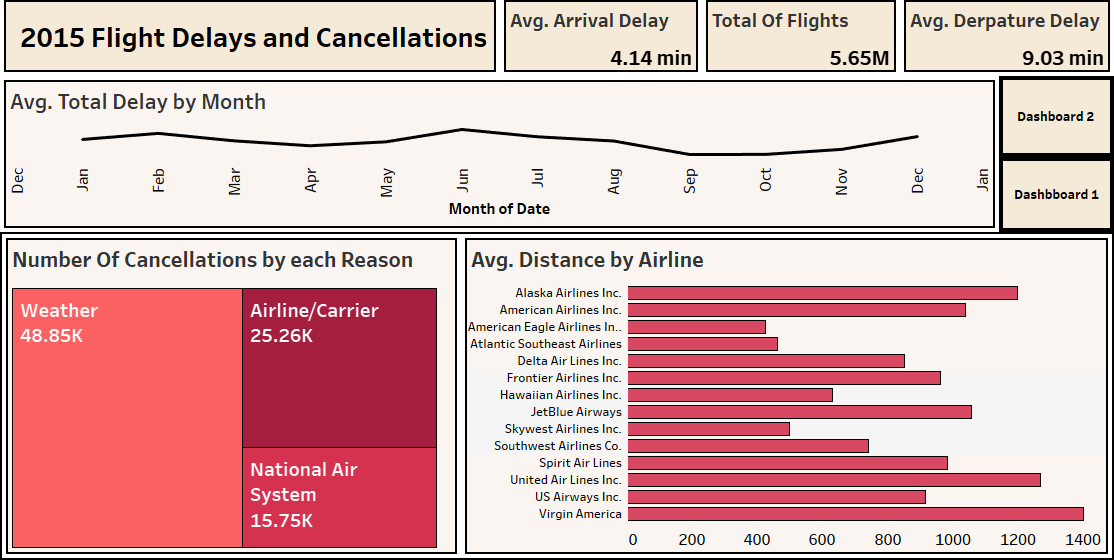 2015 Flight Delays and Cancellations
Avg. Arrival Delay
4.14 min
Total Of Flights
5.65M
Avg. Derpature Delay
9.03 min
Avg. Total Delay by Month
Dec
Jan
Feb
Mar
Apr
May
Jun
Jul
Aug
Sep
Oct
Nov
Dec
Jan
Month of Date
Dashboard 2
Dashbboard 1
Number Of Cancellations by each Reason
Weather
48.85K
Airline/Carrier
25.26K
National Air
System
15.75K
Avg. Distance by Airline
Alaska Airlines Inc.
American Airlines Inc.
American Eagle Airlines In..
Atlantic Southeast Airlines
Delta Air Lines Inc.
Frontier Airlines Inc.
Hawaiian Airlines Inc.
JetBlue Airways
Skywest Airlines Inc.
Southwest Airlines Co.
Spirit Air Lines
United Air Lines Inc.
US Airways Inc.
Virgin America
0 200 400 600 800 1000 1200 1400